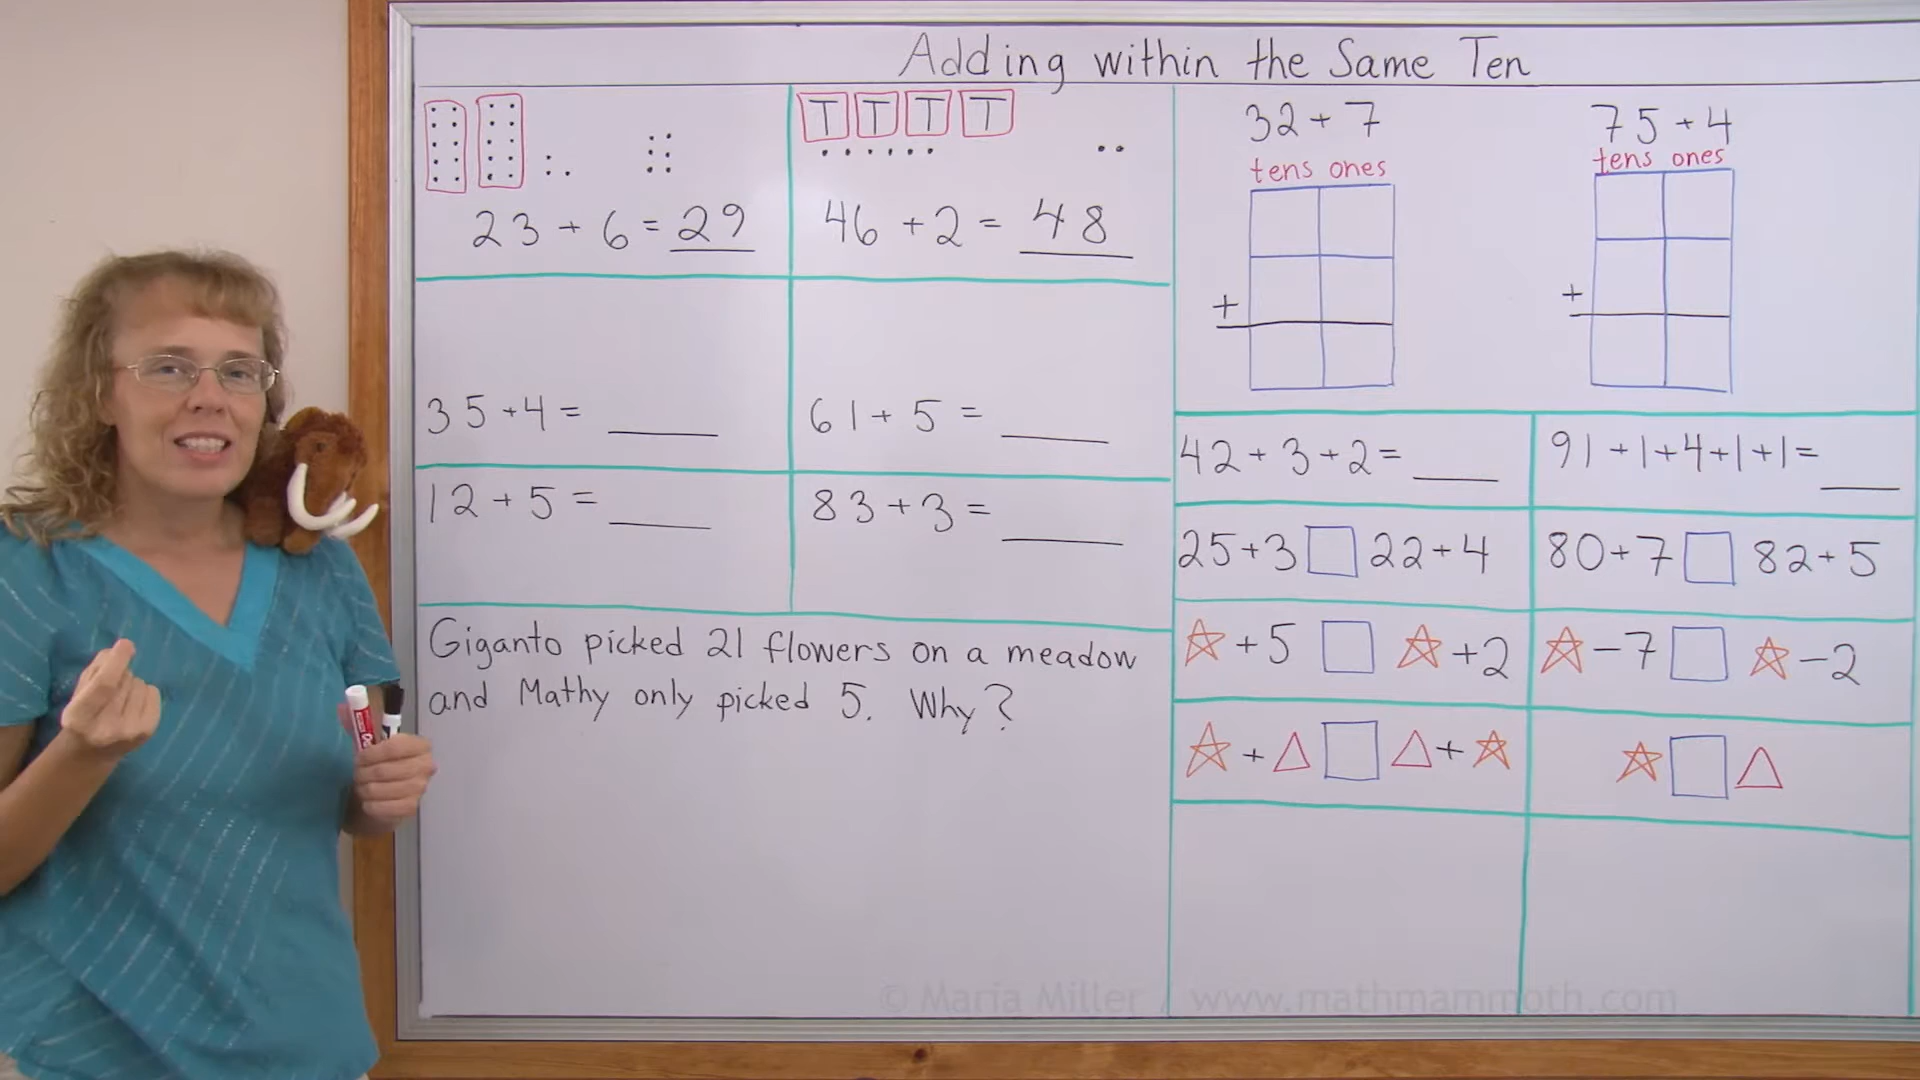 Adding within the Same Ten
T T T T
23 + 6 = 29
46 + 2 = 48
35 + 4 =
61 + 5 =
12 + 5 =
83 + 3 =
Giganto picked 21 flowers on a meadow
and Mathy only picked 5. Why?
32 + 7
tens ones
+
75 + 4
tens ones
+
42 + 3 + 2 =
91 + 1 + 4 + 1 + 1 =
25 + 3 □ 22 + 4
80 + 7 □ 82 + 5
☆ + 5 □ ☆ + 2
☆ - 7 □ ☆ - 2
☆ + △ □ △ + ☆
☆ □ △
© Maria Miller / www.mathmammoth.com